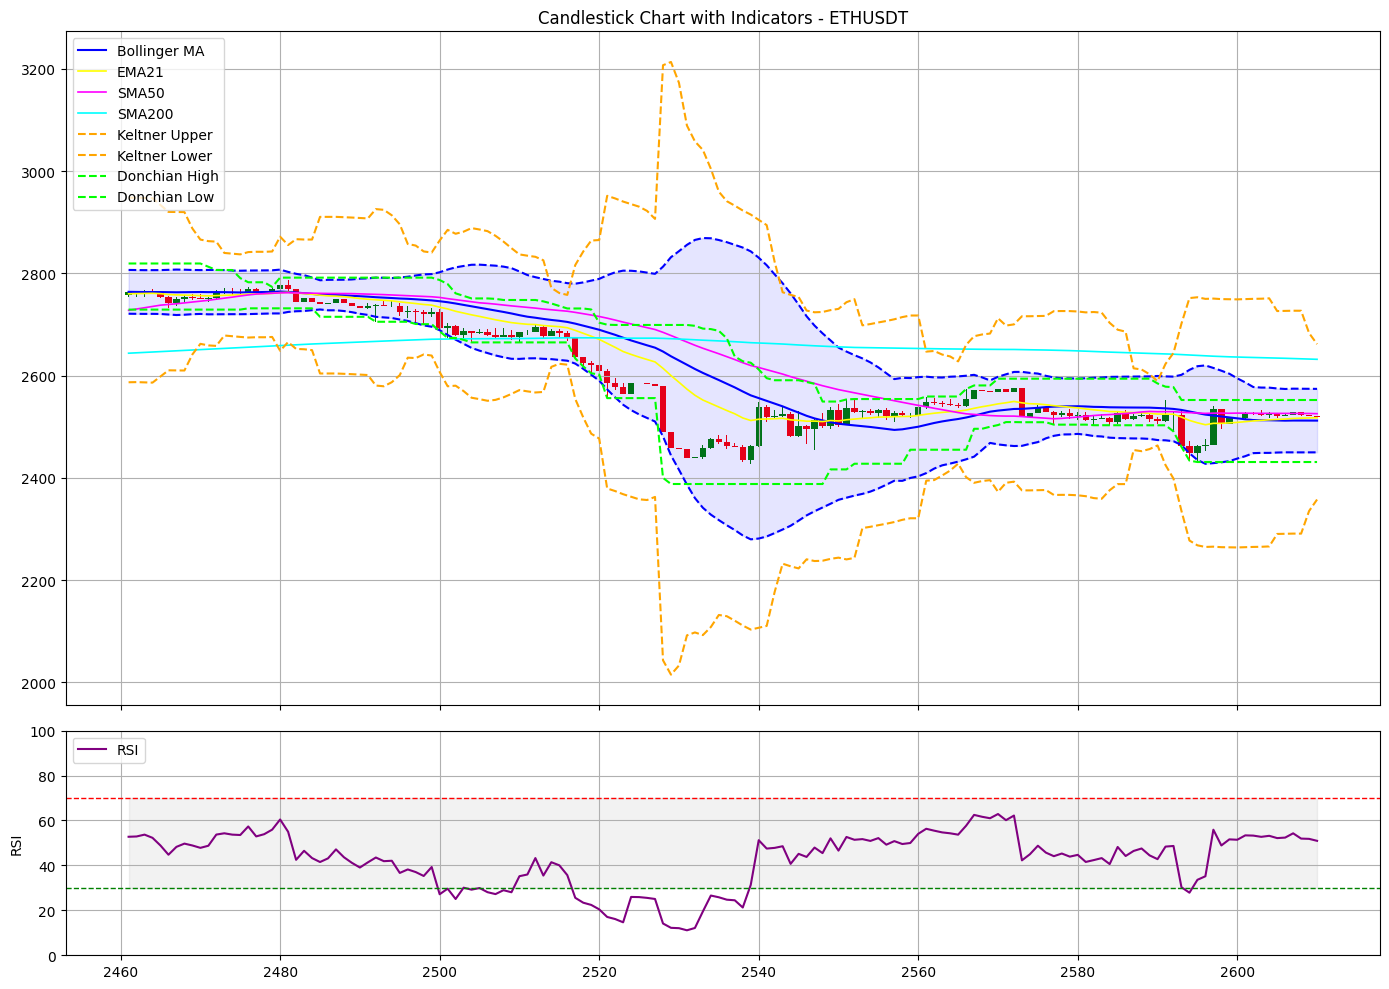 Candlestick Chart with Indicators - ETHUSDT
Bollinger MA
EMA21
SMA50
SMA200
Keltner Upper
Keltner Lower
Donchian High
Donchian Low
3200
3000
2800
2600
2400
2200
2000
RSI
100
80
60
40
20
0
RSI
2460
2480
2500
2520
2540
2560
2580
2600